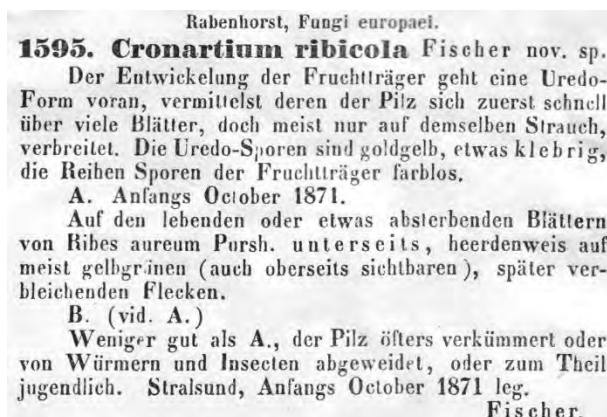 Rabenhorst, Fungi europaei.
1595. Cronartium ribicola Fischer nov. sp.
Der Entwickelung der Fruchtträger geht eine Uredo-
Form voran, vermittelst deren der Pilz sich zuerst schnell
über viele Blätter, doch meist nur auf demselben Strauch,
verbreitet. Die Uredo-Sporen sind goldgelb, etwas klebrig,
die Reihen Sporen der Fruchtträger farblos.
A. Anfangs October 1871.
Auf den lebenden oder etwas absterbenden Blättern
von Ribes aureum Pursh. unterseits, heerdenweis auf
meist gelbgrünen (auch oberseits sichtbaren), später ver-
bleichenden Flecken.
B. (vid. A.)
Weniger gut als A., der Pilz öfters verkümmert oder
von Würmern und Insecten abgeweidet, oder zum Theil
jugendlich. Stralsund, Anfangs October 1871 leg.
Fischer.